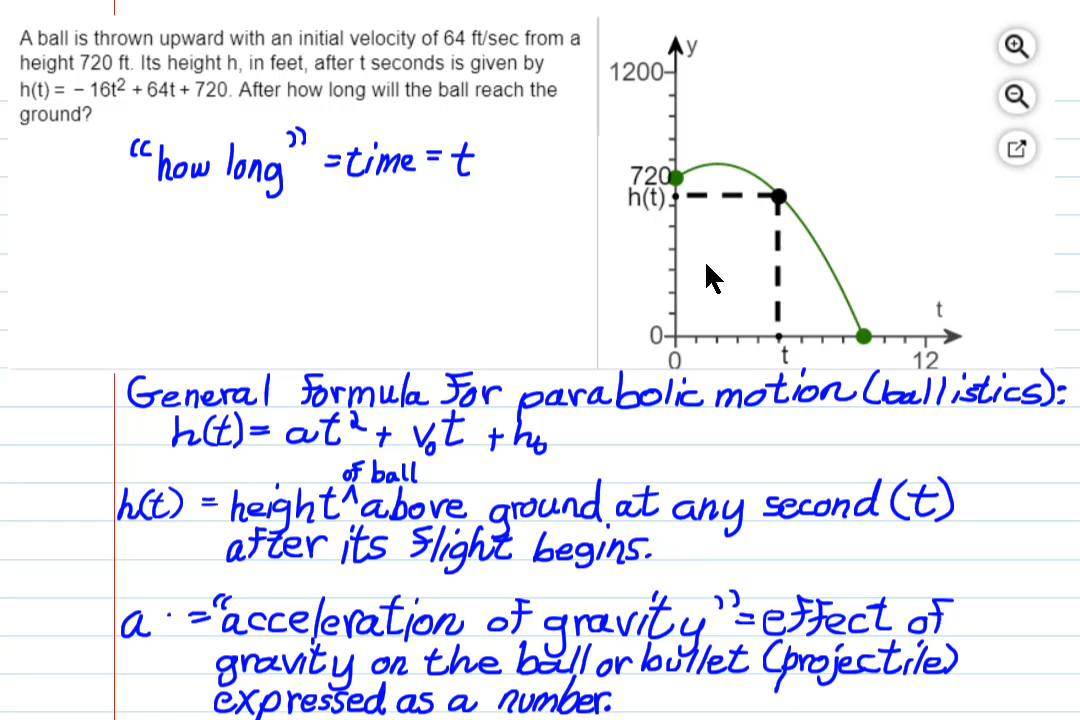 A ball is thrown upward with an initial velocity of 64 ft/sec from a
height 720 ft. Its height h, in feet, after t seconds is given by
h(t) = − 16t² + 64t + 720. After how long will the ball reach the
ground?
“how long” = time = t
y
1200
720
h(t)
0
0
t
12
t
General formula for parabolic motion (ballistics):
h(t) = at² + v₀t + h₀
of ball
h(t) = height ^ above ground at any second (t)
after its flight begins.
a · = “acceleration of gravity” = effect of
gravity on the ball or bullet (projectile)
expressed as a number.